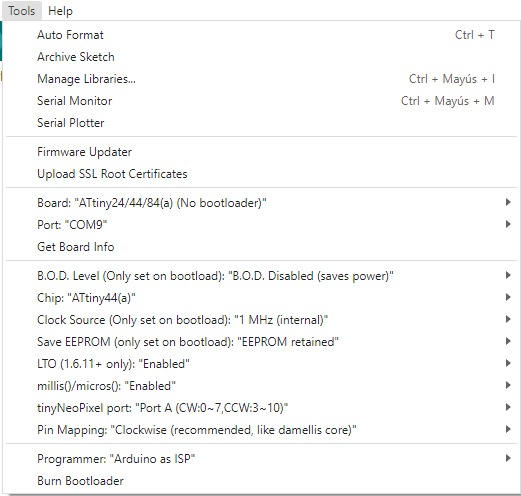 Tools Help
Auto Format Ctrl + T
Archive Sketch
Manage Libraries... Ctrl + Mayús + I
Serial Monitor Ctrl + Mayús + M
Serial Plotter
Firmware Updater
Upload SSL Root Certificates
Board: "ATtiny24/44/84(a) (No bootloader)"
Port: "COM9"
Get Board Info
B.O.D. Level (Only set on bootload): "B.O.D. Disabled (saves power)"
Chip: "ATtiny44(a)"
Clock Source (Only set on bootload): "1 MHz (internal)"
Save EEPROM (only set on bootload): "EEPROM retained"
LTO (1.6.11+ only): "Enabled"
millis()/micros(): "Enabled"
tinyNeoPixel port: "Port A (CW:0~7,CCW:3~10)"
Pin Mapping: "Clockwise (recommended, like damellis core)"
Programmer: "Arduino as ISP"
Burn Bootloader